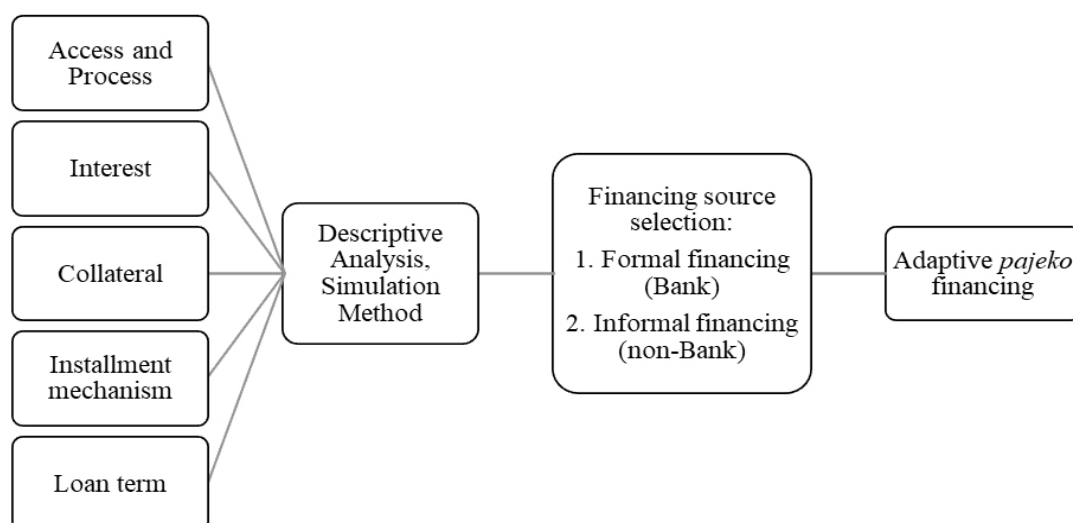 Access and
Process
Interest
Collateral
Installment
mechanism
Loan term
Descriptive
Analysis,
Simulation
Method
Financing source
selection:
1. Formal financing
(Bank)
2. Informal financing
(non-Bank)
Adaptive pajeko
financing